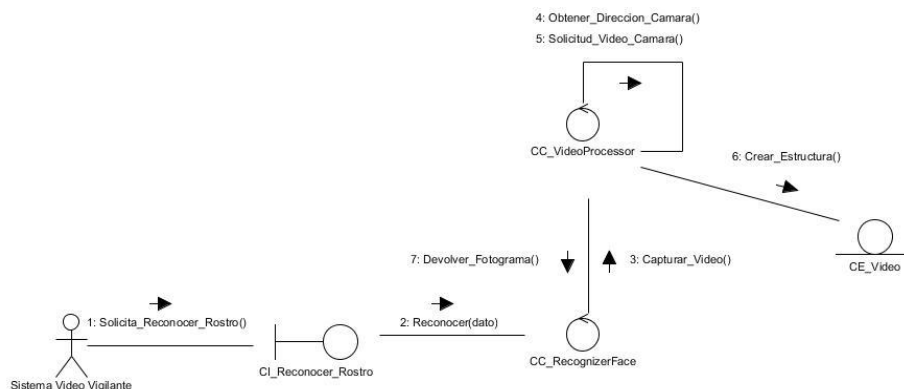 4: Obtener_Direccion_Camara()
5: Solicitud_Video_Camara()
CC_VideoProcessor
6: Crear_Estructura()
CE_Video
7: Devolver_Fotograma()
3: Capturar_Video()
1: Solicita_Reconocer_Rostro()
2: Reconocer(dato)
CI_Reconocer_Rostro
CC_RecognizerFace
Sistema Video Vigilante